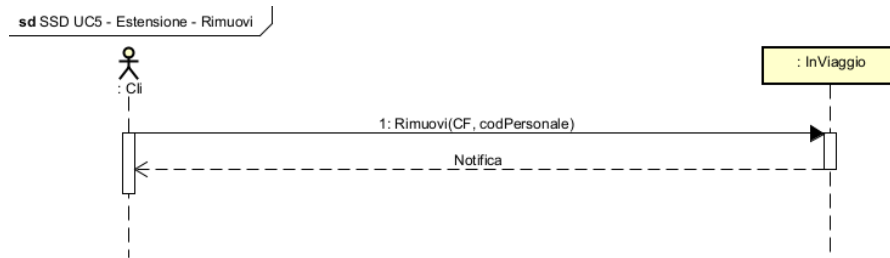 sd SSD UC5 - Estensione - Rimuovi
: Cli
: InViaggio
1: Rimuovi(CF, codPersonale)
Notifica